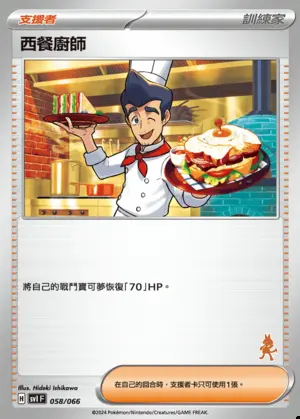 支援者
訓練家
西餐廚師
將自己的戰鬥寶可夢恢復「70」HP。
Illus. Hideki Ishikawa
H svI F 058/066
在自己的回合時，支援者卡只可使用1張。
©2024 Pokémon/Nintendo/Creatures/GAME FREAK.